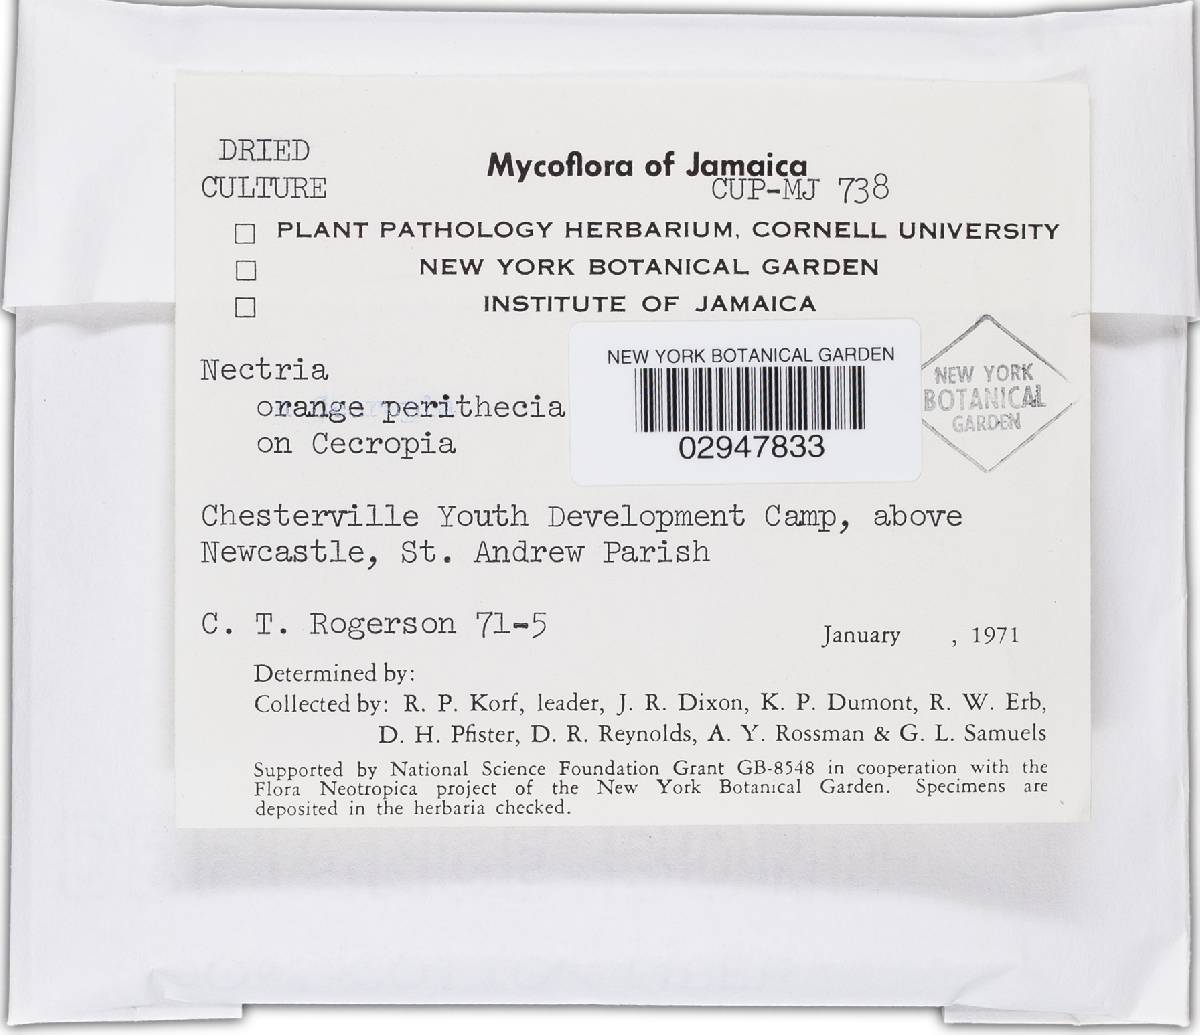 DRIED
CULTURE
Mycoflora of Jamaica
CUP-MJ 738
☐ PLANT PATHOLOGY HERBARIUM, CORNELL UNIVERSITY
☐ NEW YORK BOTANICAL GARDEN
☐ INSTITUTE OF JAMAICA
NEW YORK BOTANICAL GARDEN
02947833
NEW YORK
BOTANICAL
GARDEN
Nectria
orange perithecia
on Cecropia
Chesterville Youth Development Camp, above
Newcastle, St. Andrew Parish
C. T. Rogerson 71-5
January , 1971
Determined by:
Collected by: R. P. Korf, leader, J. R. Dixon, K. P. Dumont, R. W. Erb,
D. H. Pfister, D. R. Reynolds, A. Y. Rossman & G. L. Samuels
Supported by National Science Foundation Grant GB-8548 in cooperation with the
Flora Neotropica project of the New York Botanical Garden. Specimens are
deposited in the herbaria checked.